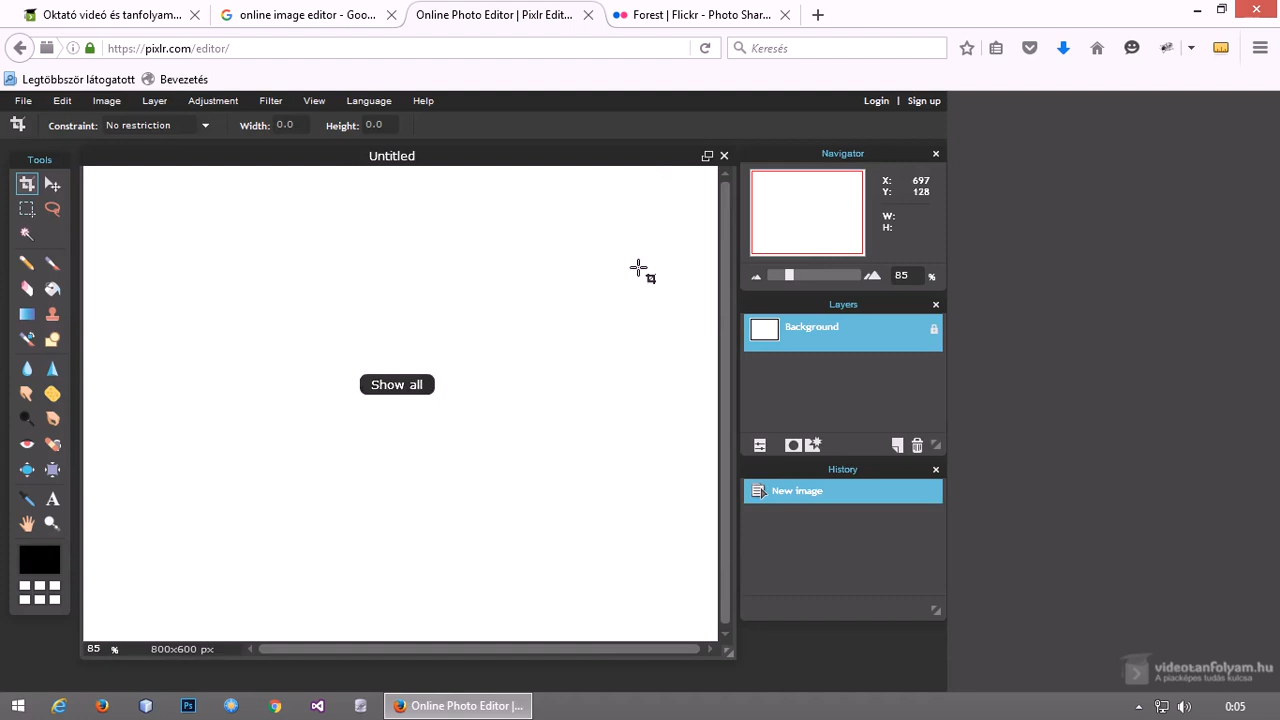 Oktató videó és tanfolyam...
online image editor - Goo...
Online Photo Editor | Pixlr Edit...
Forest | Flickr - Photo Shar...
https://pixlr.com/editor/
Keresés
Legtöbbször látogatott
Bevezetés
File Edit Image Layer Adjustment Filter View Language Help
Login | Sign up
Constraint: No restriction Width: 0.0 Height: 0.0
Tools
Untitled
Navigator
X: 697
Y: 128
W:
H:
85 %
Layers
Background
Show all
History
New image
85 % 800x600 px
videotanfolyam.hu
A piacképes tudás kulcsa
Online Photo Editor |...
0:05